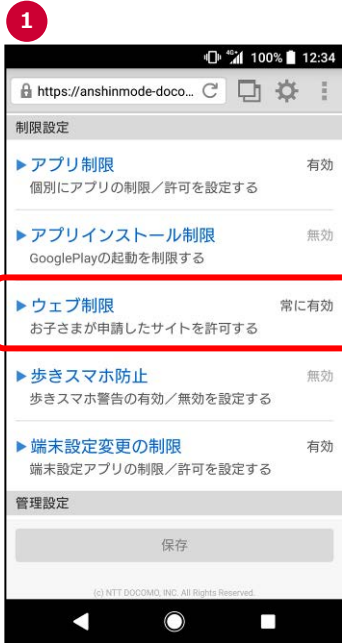 1
4G 100% 12:34
https://anshinmode-doco...
制限設定
▶アプリ制限 有効
個別にアプリの制限／許可を設定する
▶アプリインストール制限 無効
GooglePlayの起動を制限する
▶ウェブ制限 常に有効
お子さまが申請したサイトを許可する
▶歩きスマホ防止 無効
歩きスマホ警告の有効／無効を設定する
▶端末設定変更の制限 有効
端末設定アプリの制限／許可を設定する
管理設定
保存
(c) NTT DOCOMO, INC. All Rights Reserved.